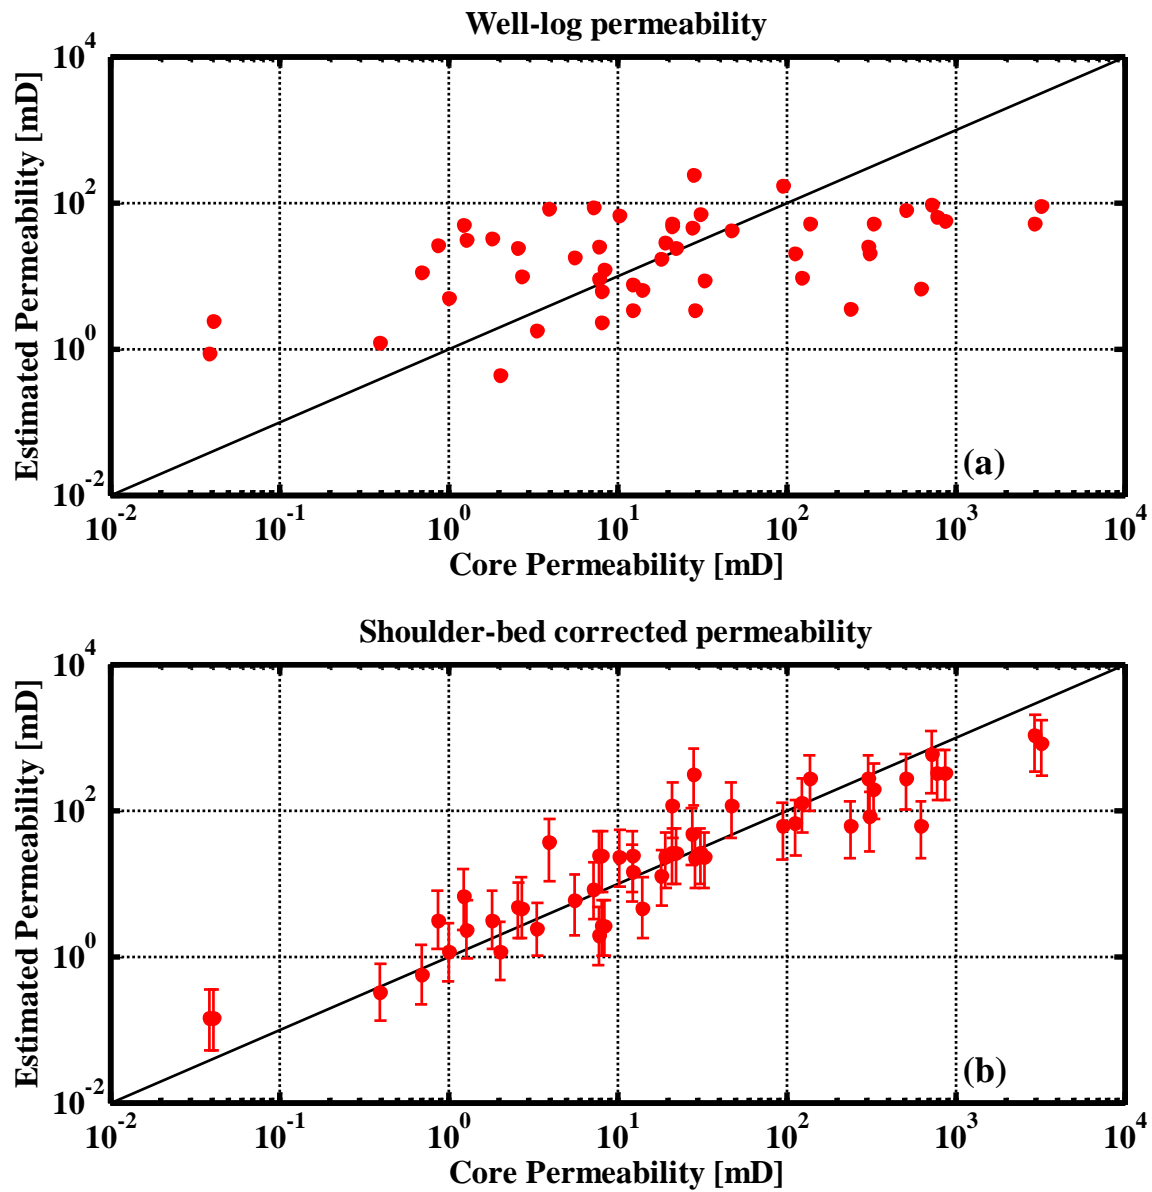 Well-log permeability
Estimated Permeability [mD]
10^4
10^2
10^0
10^-2
(a)
10^-2 10^-1 10^0 10^1 10^2 10^3 10^4
Core Permeability [mD]
Shoulder-bed corrected permeability
Estimated Permeability [mD]
10^4
10^2
10^0
10^-2
(b)
10^-2 10^-1 10^0 10^1 10^2 10^3 10^4
Core Permeability [mD]